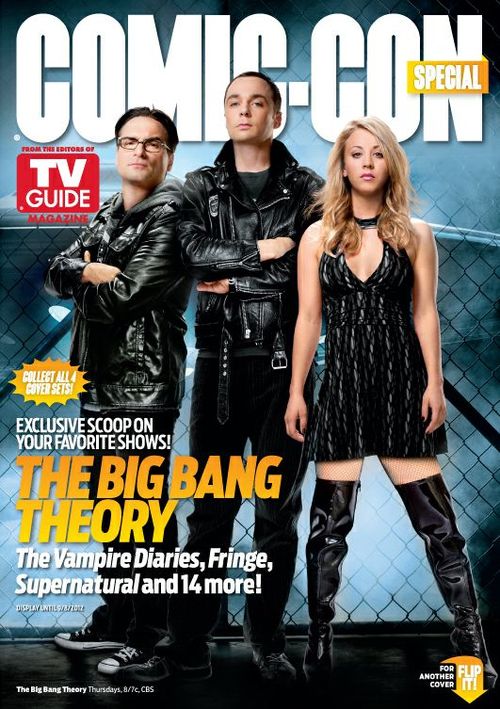 COMIC-CON
SPECIAL
FROM THE EDITORS OF
TV
GUIDE
MAGAZINE
COLLECT ALL 4
COVER SETS!
EXCLUSIVE SCOOP ON
YOUR FAVORITE SHOWS!
THE BIG BANG
THEORY
The Vampire Diaries, Fringe,
Supernatural and 14 more!
DISPLAY UNTIL 9/8/2012
The Big Bang Theory Thursdays, 8/7c, CBS
FOR
ANOTHER
COVER
FLIP
IT!